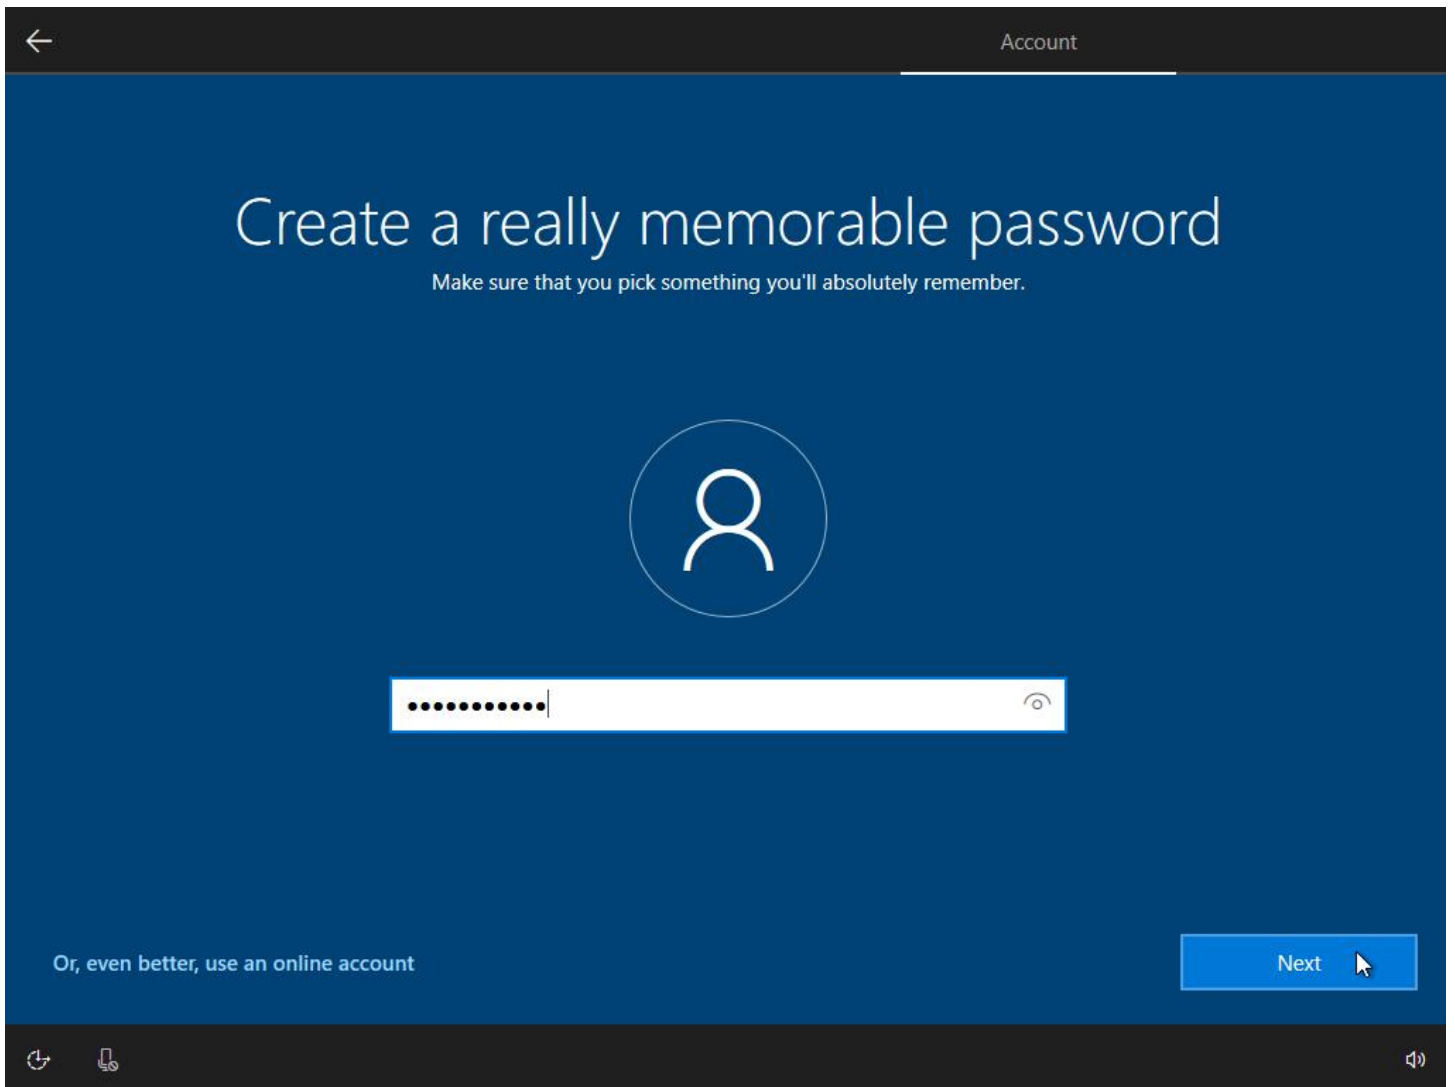 Account
Create a really memorable password
Make sure that you pick something you'll absolutely remember.
•••••••••••
Or, even better, use an online account
Next